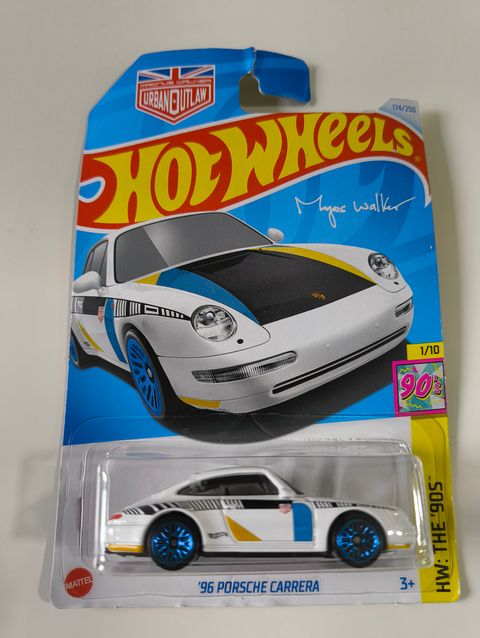 MAGNUS WALKER
URBAN OUTLAW
174/250
HOT WHEELS
Magnus Walker
1/10
90's
HW: THE '90s
MATTEL
'96 PORSCHE CARRERA
3+